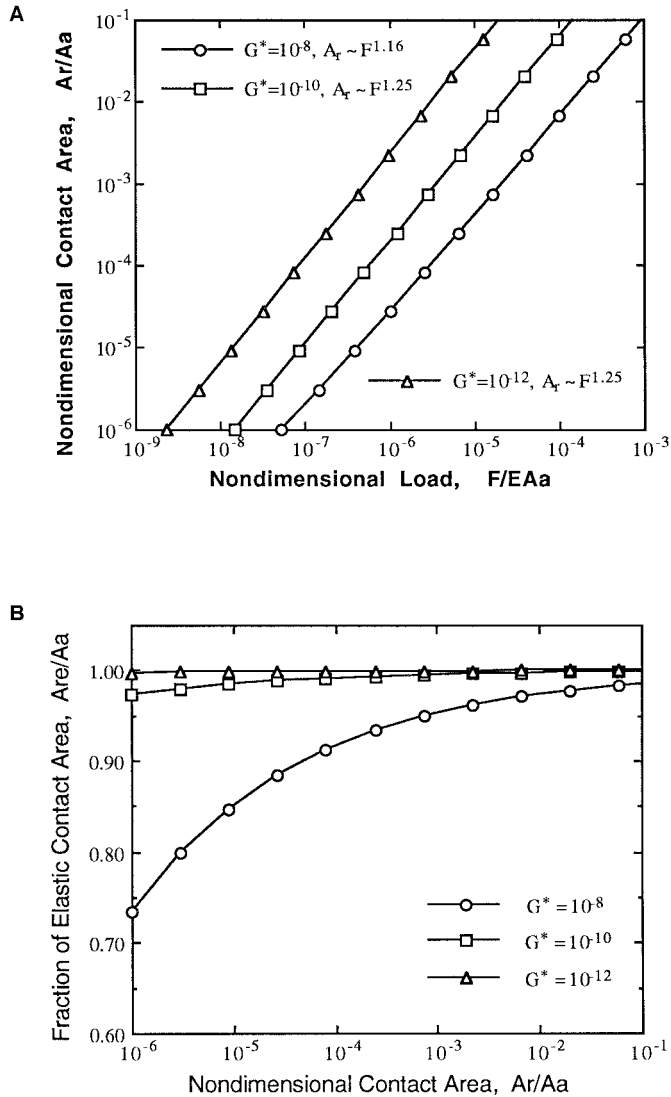 A
G*=10⁻⁸, Aᵣ ~ F¹·¹⁶
G*=10⁻¹⁰, Aᵣ ~ F¹·²⁵
G*=10⁻¹², Aᵣ ~ F¹·²⁵
Nondimensional Contact Area, Ar/Aa
10⁻¹
10⁻²
10⁻³
10⁻⁴
10⁻⁵
10⁻⁶
10⁻⁹ 10⁻⁸ 10⁻⁷ 10⁻⁶ 10⁻⁵ 10⁻⁴ 10⁻³
Nondimensional Load, F/EAa
B
Fraction of Elastic Contact Area, Are/Aa
1.00
0.90
0.80
0.70
0.60
G* = 10⁻⁸
G* = 10⁻¹⁰
G* = 10⁻¹²
10⁻⁶ 10⁻⁵ 10⁻⁴ 10⁻³ 10⁻² 10⁻¹
Nondimensional Contact Area, Ar/Aa